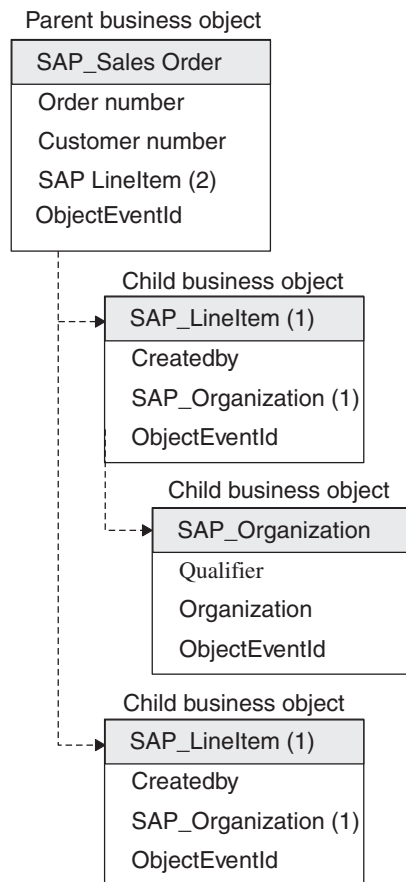 Parent business object
SAP_Sales Order
Order number
Customer number
SAP LineItem (2)
ObjectEventId
Child business object
SAP_LineItem (1)
Createdby
SAP_Organization (1)
ObjectEventId
Child business object
SAP_Organization
Qualifier
Organization
ObjectEventId
Child business object
SAP_LineItem (1)
Createdby
SAP_Organization (1)
ObjectEventId